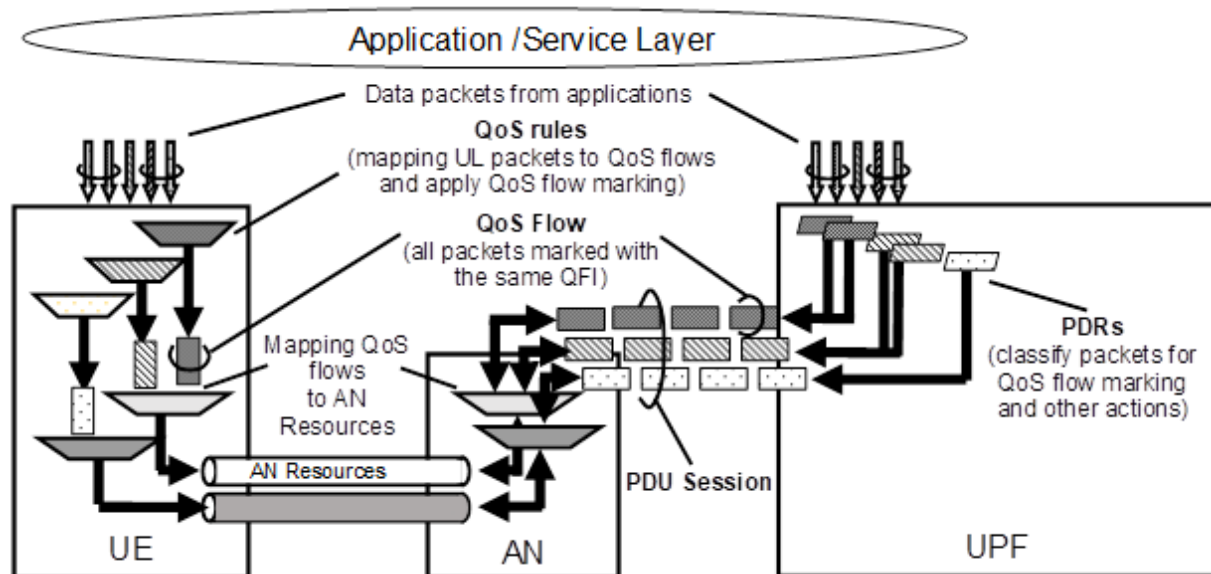 Application /Service Layer
Data packets from applications
QoS rules
(mapping UL packets to QoS flows
and apply QoS flow marking)
QoS Flow
(all packets marked with
the same QFI)
Mapping QoS
flows
to AN
Resources
PDRs
(classify packets for
QoS flow marking
and other actions)
AN Resources
PDU Session
UE
AN
UPF